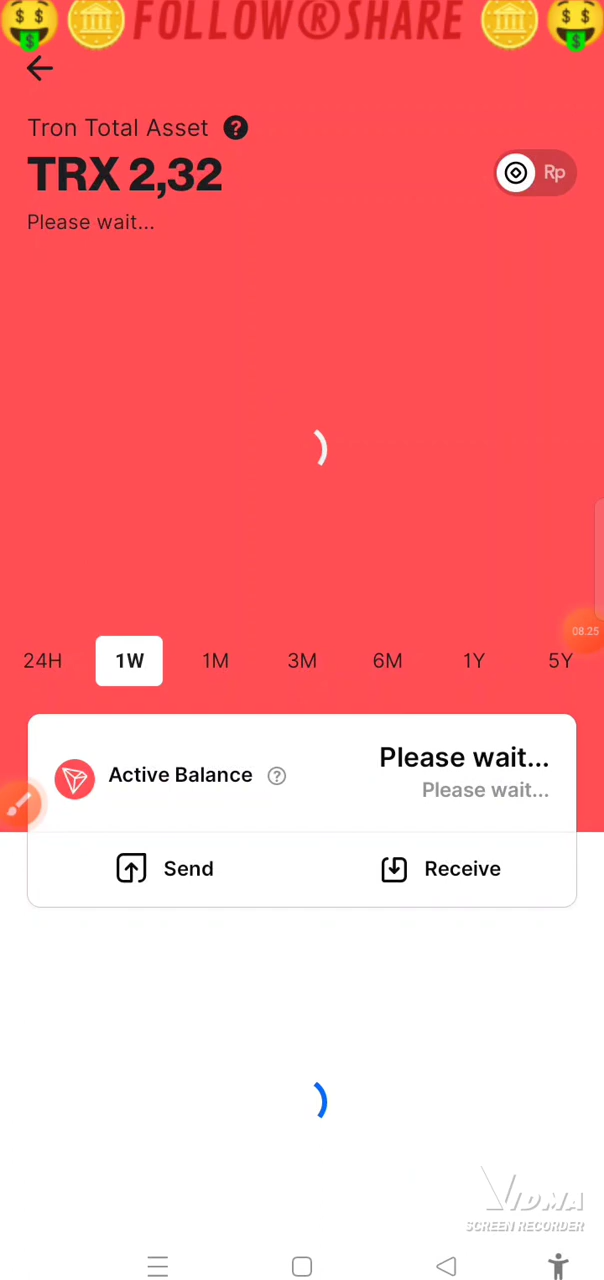 FOLLOW®SHARE
Tron Total Asset ?
TRX 2,32
Rp
Please wait...
08.25
24H 1W 1M 3M 6M 1Y 5Y
Active Balance ?
Please wait...
Please wait...
Send
Receive
VIDMA
SCREEN RECORDER